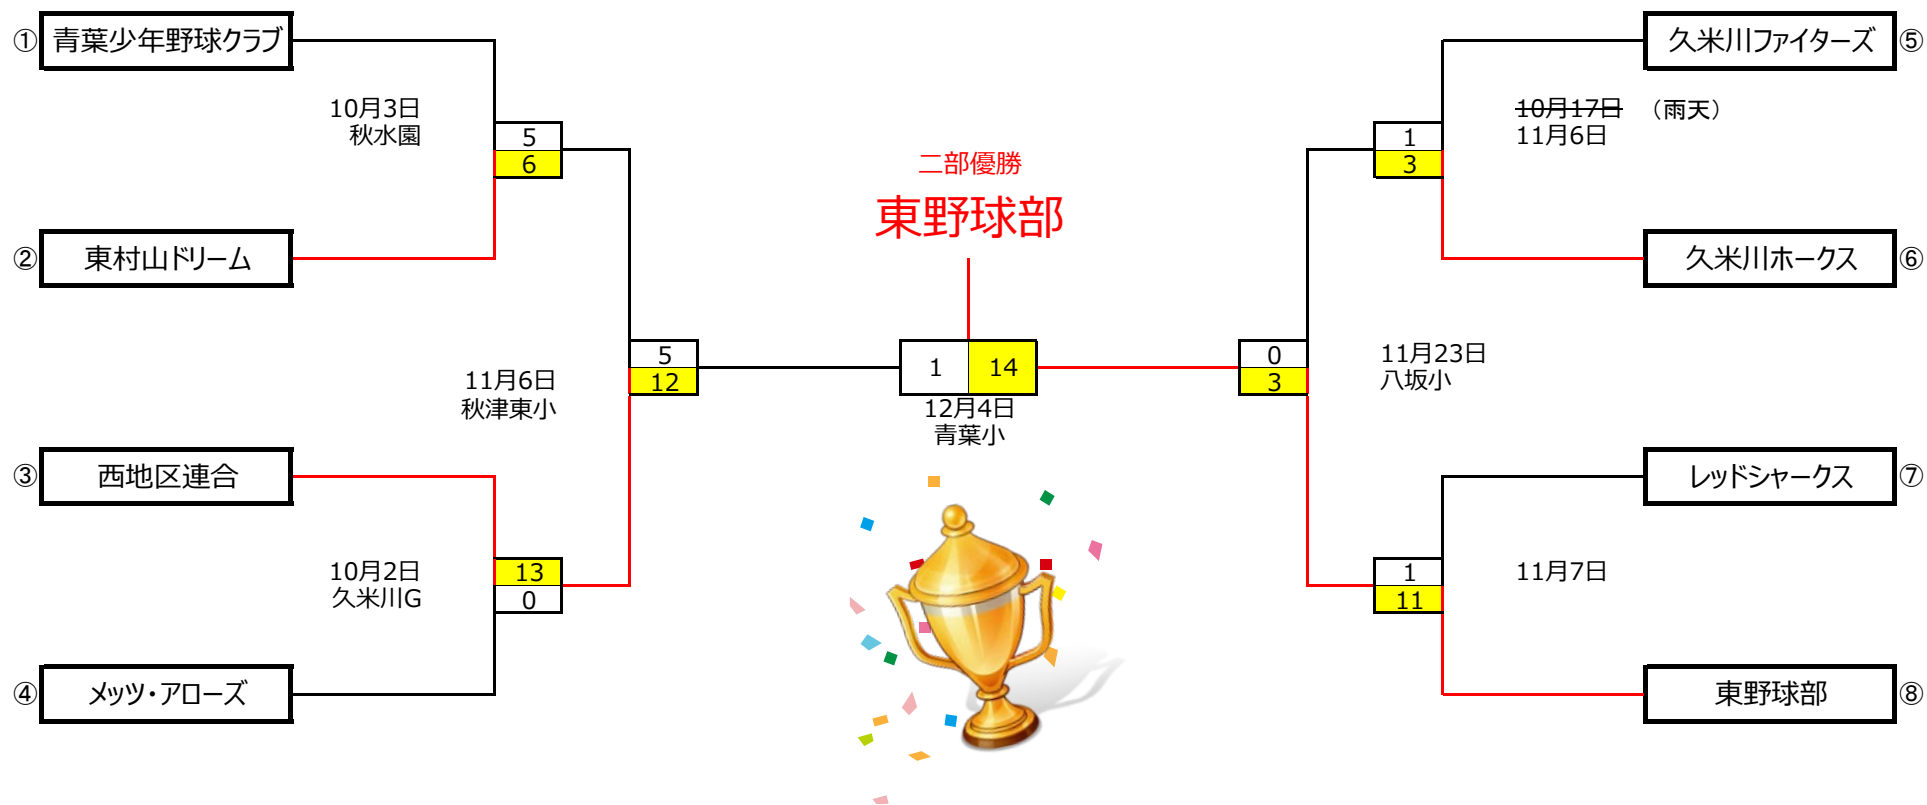 ① 青葉少年野球クラブ
10月3日
秋水園
5
6
② 東村山ドリーム
11月6日
秋津東小
5
12
③ 西地区連合
10月2日
久米川G
13
0
④ メッツ・アローズ
二部優勝
東野球部
1 14
12月4日
青葉小
久米川ファイターズ ⑤
10月17日 （雨天）
11月6日
1
3
久米川ホークス ⑥
0
3
11月23日
八坂小
レッドシャークス ⑦
1
11
11月7日
東野球部 ⑧